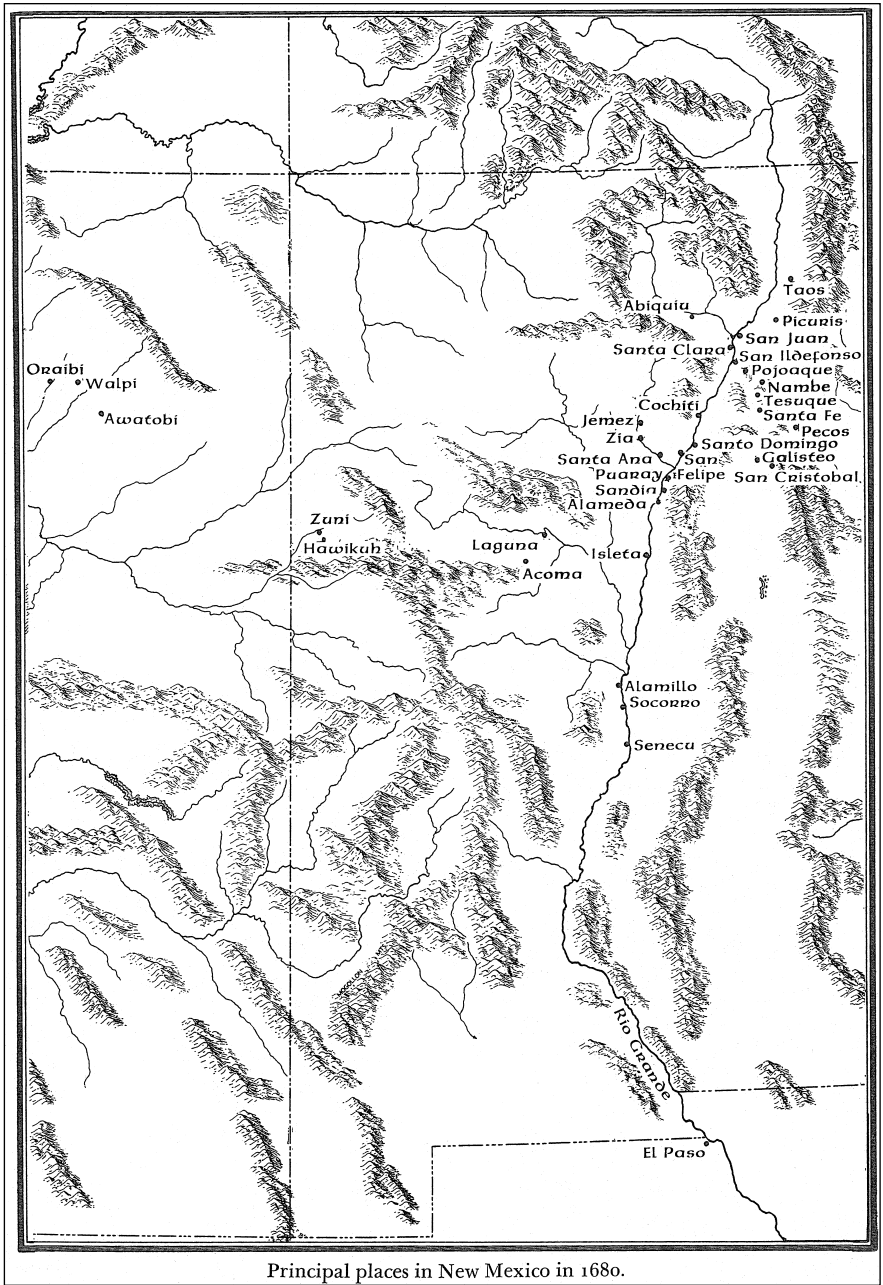 Taos
Abiquiu
Picuris
San Juan
Santa Clara
San Ildefonso
Pojoaque
Oraibi
Walpi
Nambe
Tesuque
Cochiti
Santa Fe
Awatobi
Jemez
Pecos
Zia
Santo Domingo
Santa Ana
San
Felipe
Galisteo
Puaray
San Cristobal
Sandia
Alameda
Zuni
Hawikuh
Laguna
Isleta
Acoma
Alamillo
Socorro
Senecu
Rio Grande
El Paso
Principal places in New Mexico in 1680.